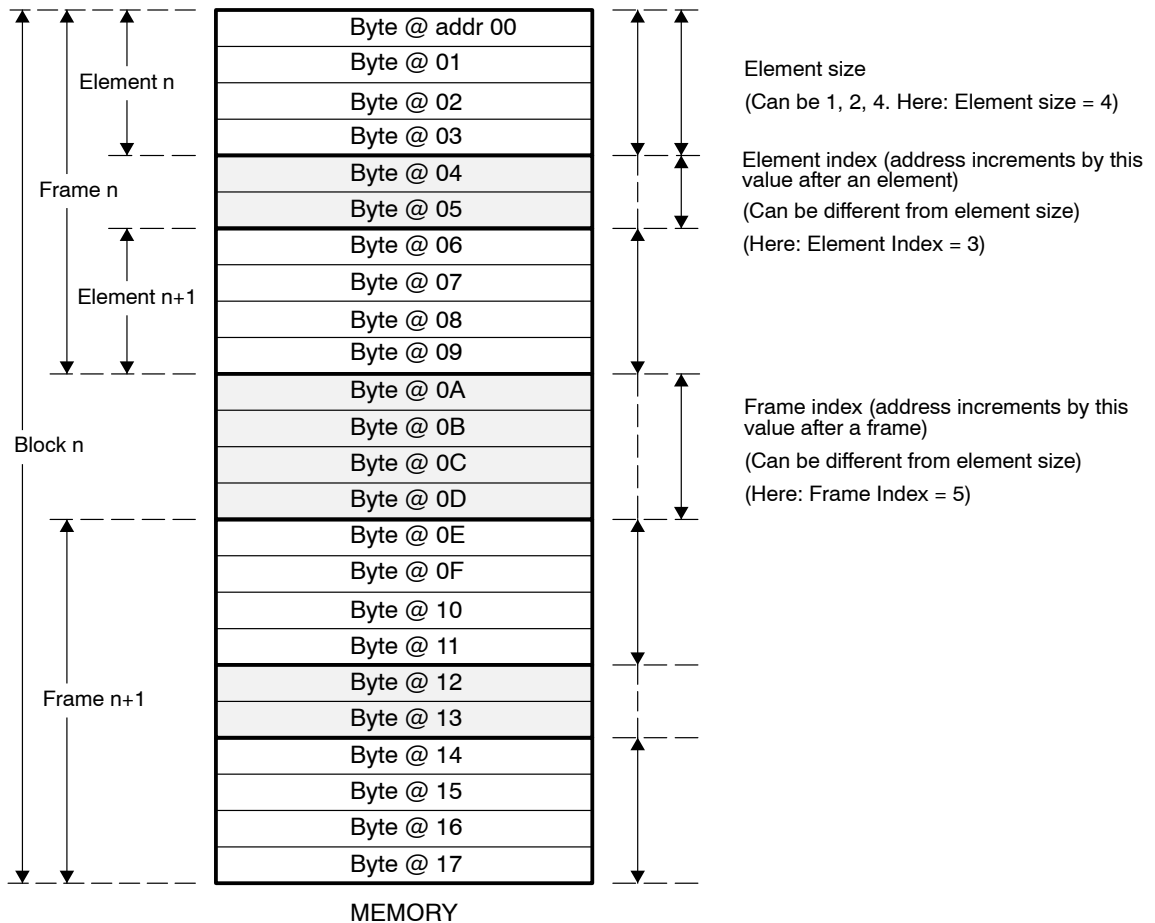 Byte @ addr 00
Byte @ 01
Element n
Byte @ 02
Byte @ 03
Element size
(Can be 1, 2, 4. Here: Element size = 4)
Byte @ 04
Frame n
Byte @ 05
Element index (address increments by this
value after an element)
(Can be different from element size)
(Here: Element Index = 3)
Byte @ 06
Byte @ 07
Element n+1
Byte @ 08
Byte @ 09
Byte @ 0A
Byte @ 0B
Block n
Byte @ 0C
Byte @ 0D
Frame index (address increments by this
value after a frame)
(Can be different from element size)
(Here: Frame Index = 5)
Byte @ 0E
Byte @ 0F
Byte @ 10
Byte @ 11
Byte @ 12
Frame n+1
Byte @ 13
Byte @ 14
Byte @ 15
Byte @ 16
Byte @ 17
MEMORY